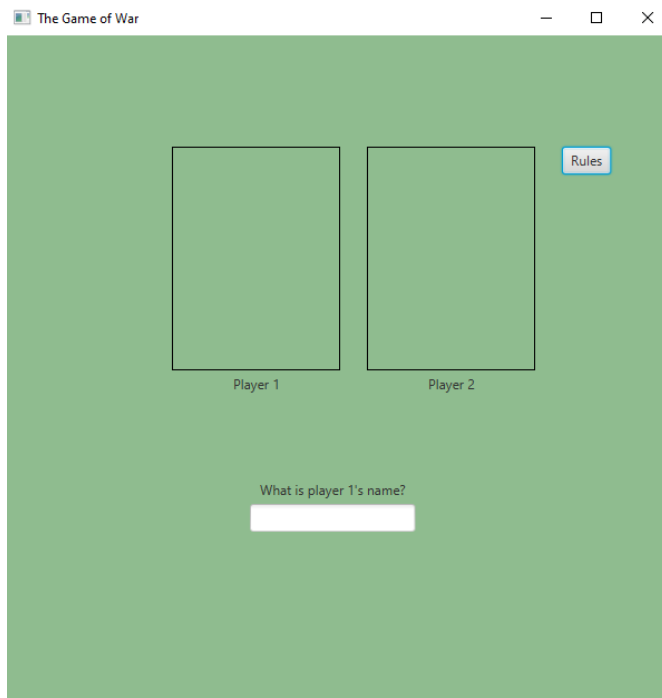 The Game of War
Rules
Player 1
Player 2
What is player 1's name?